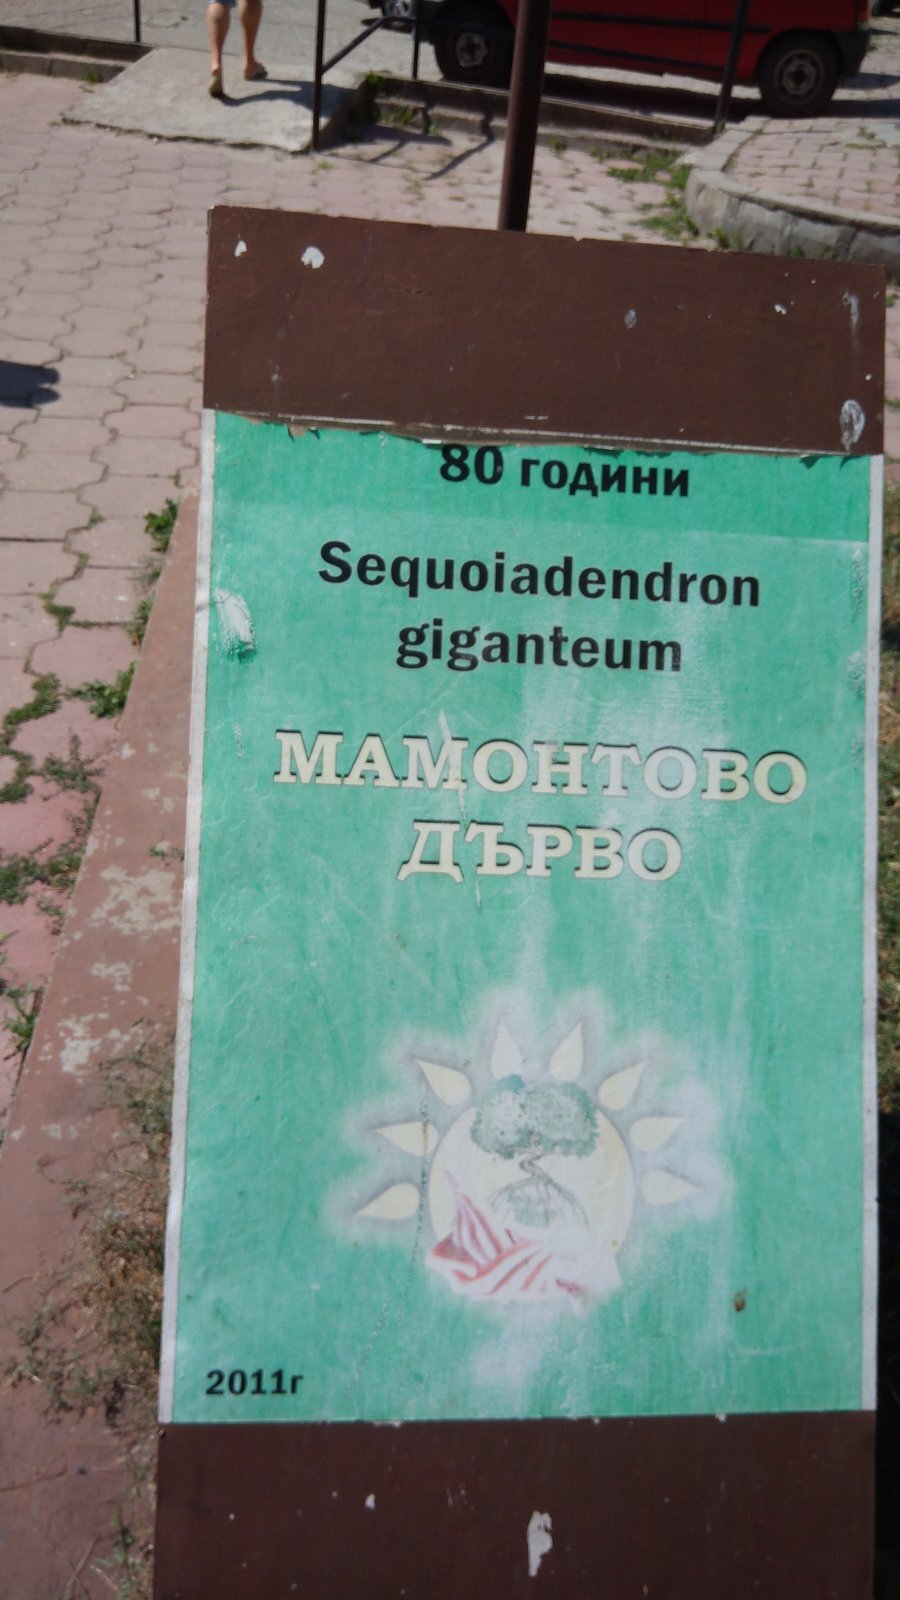 80 години
Sequoiadendron
giganteum
МАМОНТОВО
ДЪРВО
2011г